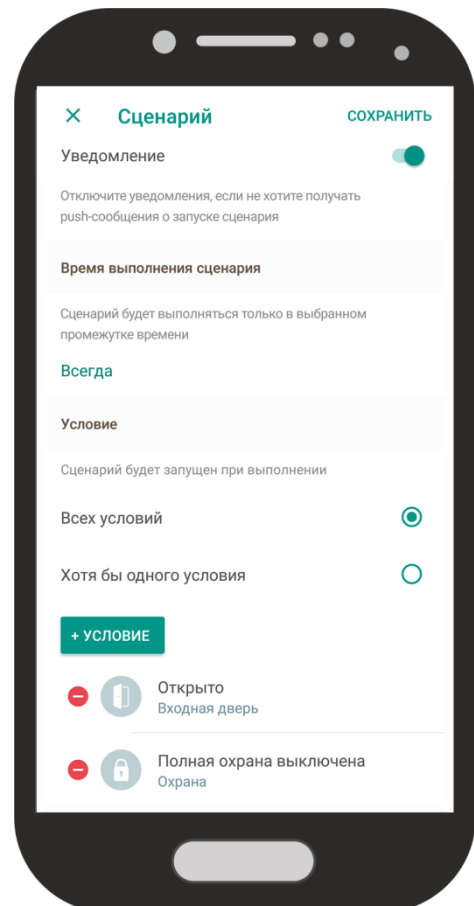 Сценарий
СОХРАНИТЬ
Уведомление
Отключите уведомления, если не хотите получать
push-сообщения о запуске сценария
Время выполнения сценария
Сценарий будет выполняться только в выбранном
промежутке времени
Всегда
Условие
Сценарий будет запущен при выполнении
Всех условий
Хотя бы одного условия
+ УСЛОВИЕ
Открыто
Входная дверь
Полная охрана выключена
Охрана